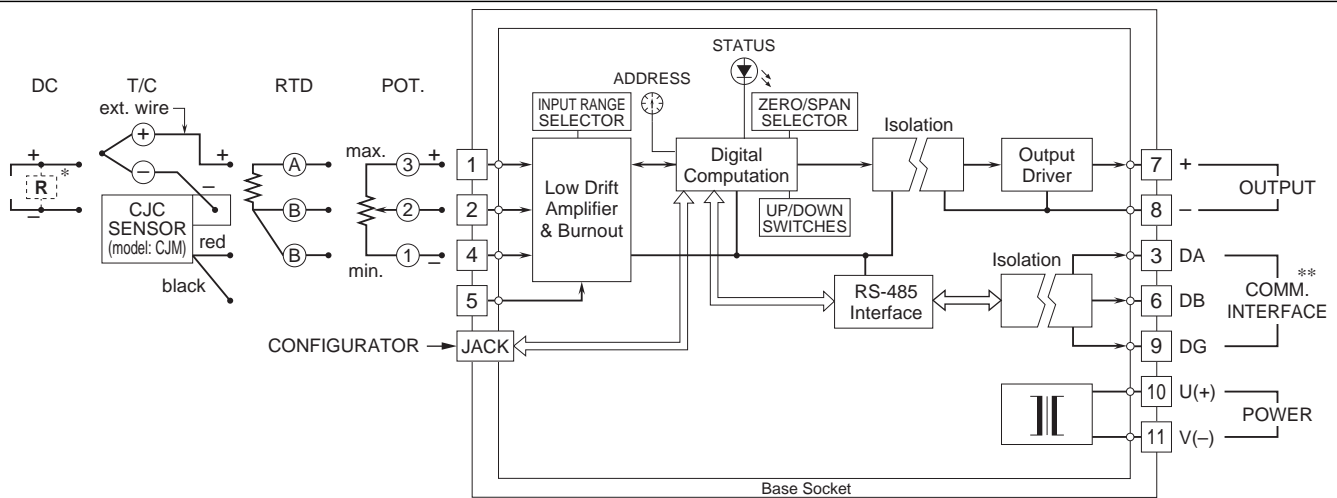 STATUS
DC
T/C
RTD
POT.
ADDRESS
ext. wire
INPUT RANGE
SELECTOR
ZERO/SPAN
SELECTOR
Isolation
+
–
+
–
R *
+
–
CJC
SENSOR
(model: CJM)
red
black
A
B
B
max.
3 +
2
1 –
min.
1
2
4
5
Low Drift
Amplifier
& Burnout
Digital
Computation
UP/DOWN
SWITCHES
Output
Driver
7 +
8 –
OUTPUT
RS-485
Interface
Isolation
3 DA
6 DB
9 DG
COMM. **
INTERFACE
CONFIGURATOR
JACK
10 U(+)
11 V(–)
POWER
Base Socket